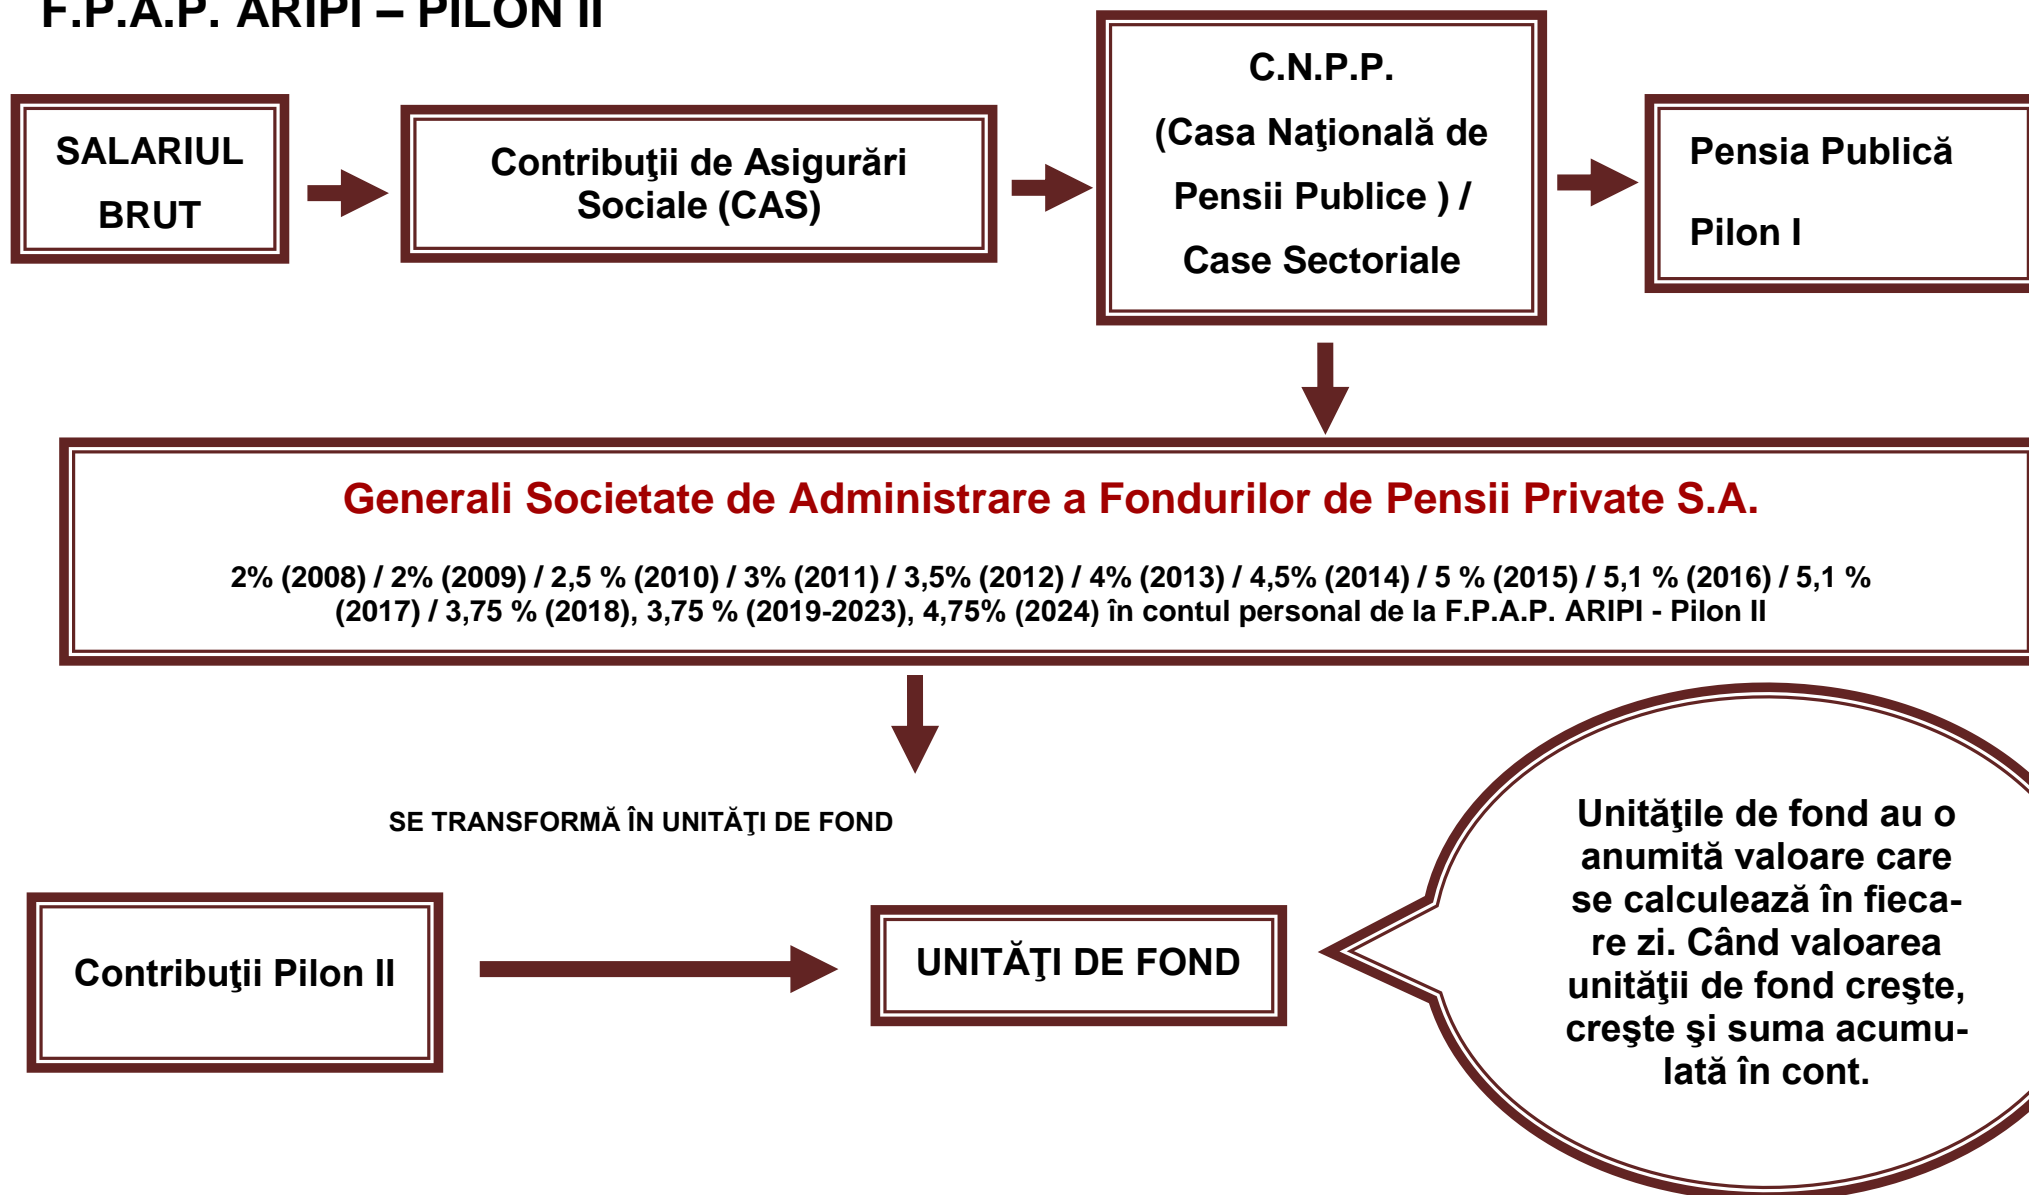 F.P.A.P. ARIPI – PILON II
SALARIUL
BRUT
Contribuţii de Asigurări
Sociale (CAS)
C.N.P.P.
(Casa Naţională de
Pensii Publice ) /
Case Sectoriale
Pensia Publică
Pilon I
Generali Societate de Administrare a Fondurilor de Pensii Private S.A.
2% (2008) / 2% (2009) / 2,5 % (2010) / 3% (2011) / 3,5% (2012) / 4% (2013) / 4,5% (2014) / 5 % (2015) / 5,1 % (2016) / 5,1 %
(2017) / 3,75 % (2018), 3,75 % (2019-2023), 4,75% (2024) în contul personal de la F.P.A.P. ARIPI - Pilon II
SE TRANSFORMĂ ÎN UNITĂŢI DE FOND
Contribuţii Pilon II
UNITĂŢI DE FOND
Unităţile de fond au o
anumită valoare care
se calculează în fieca-
re zi. Când valoarea
unităţii de fond creşte,
creşte şi suma acumu-
lată în cont.